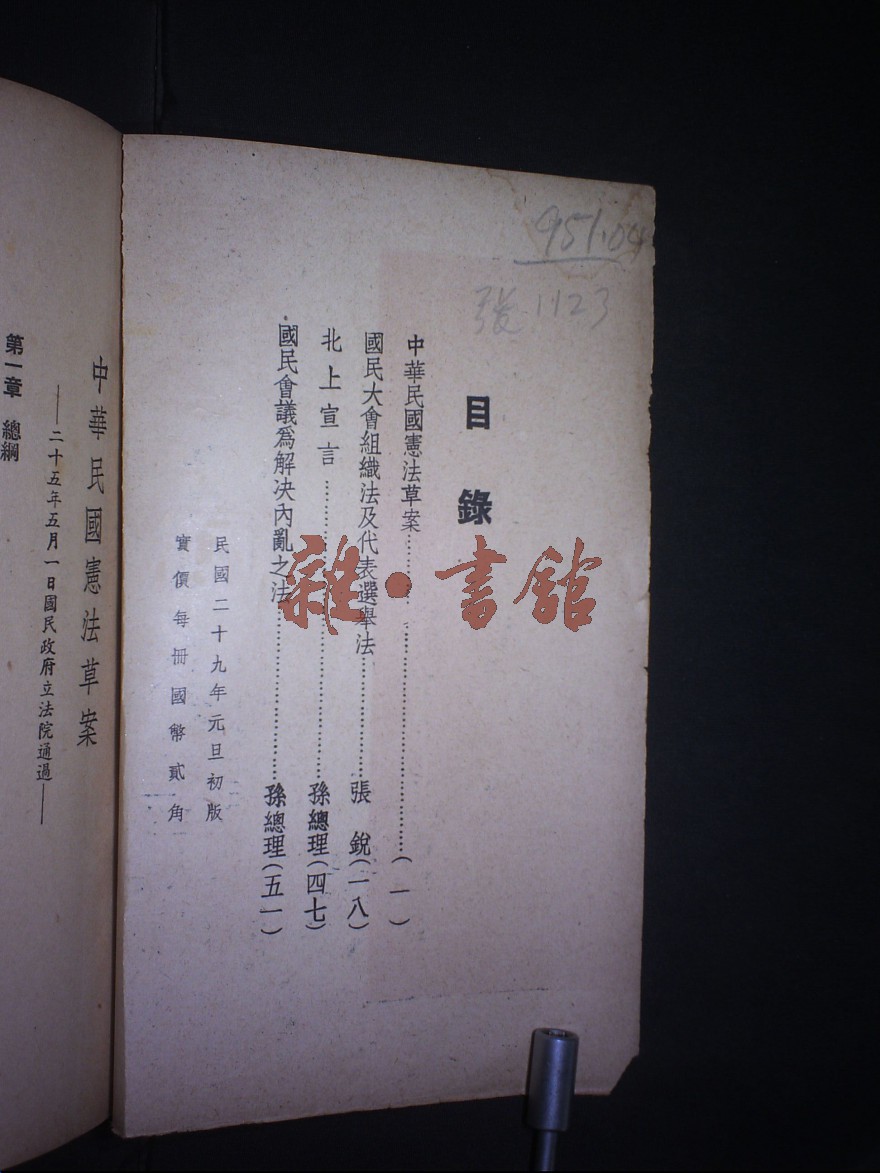 951.04
張 1123
目錄
中華民國憲法草案……(一)
國民大會組織法及代表選舉法……張 銳(一八)
北上宣言……孫總理(四七)
國民會議爲解決內亂之法……孫總理(五一)
民國二十九年元旦初版
實價每冊國幣貳角
中華民國憲法草案
——二十五年五月一日國民政府立法院通過——
第一章 總綱
雜·書館